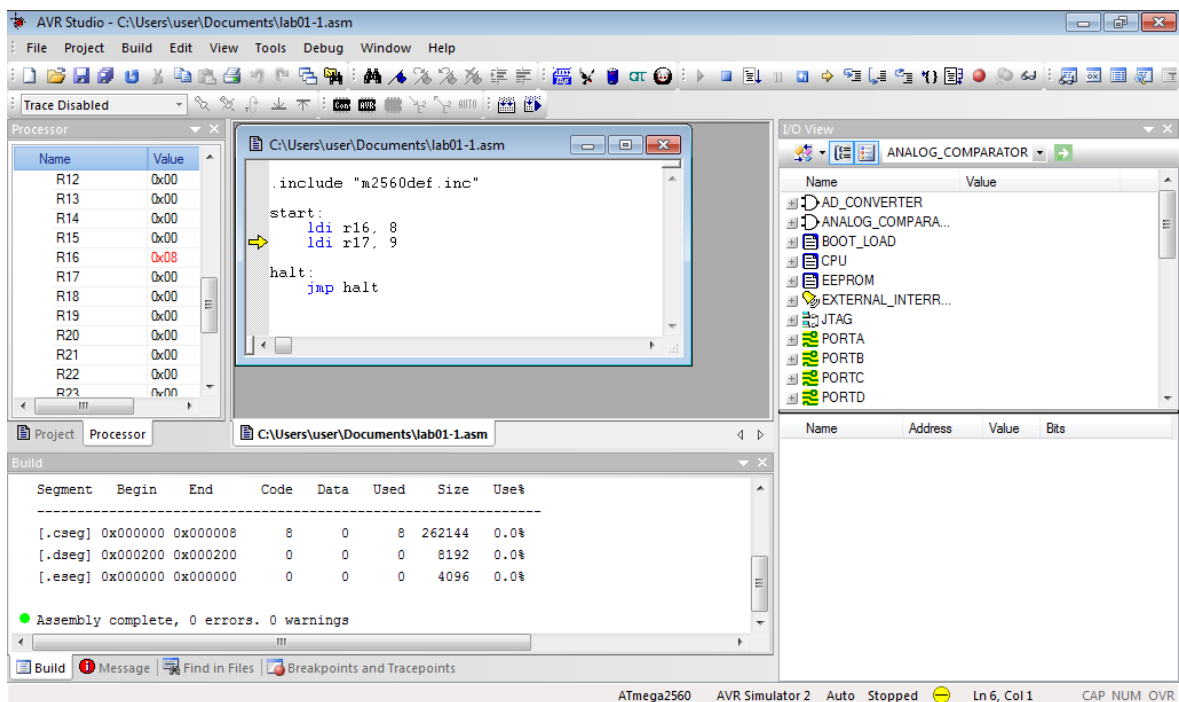 AVR Studio - C:\Users\user\Documents\lab01-1.asm
File Project Build Edit View Tools Debug Window Help
Trace Disabled
Con AVR AUTO
Processor
Name Value
R12 0x00
R13 0x00
R14 0x00
R15 0x00
R16 0x08
R17 0x00
R18 0x00
R19 0x00
R20 0x00
R21 0x00
R22 0x00
R23 0x00
Project Processor
C:\Users\user\Documents\lab01-1.asm
.include "m2560def.inc"
start:
ldi r16, 8
ldi r17, 9
halt:
jmp halt
C:\Users\user\Documents\lab01-1.asm
I/O View
ANALOG_COMPARATOR
Name Value
AD_CONVERTER
ANALOG_COMPARA...
BOOT_LOAD
CPU
EEPROM
EXTERNAL_INTERR...
JTAG
PORTA
PORTB
PORTC
PORTD
Name Address Value Bits
Build
Segment Begin End Code Data Used Size Use%
---------------------------------------------------------------
[.cseg] 0x000000 0x000008 8 0 8 262144 0.0%
[.dseg] 0x000200 0x000200 0 0 0 8192 0.0%
[.eseg] 0x000000 0x000000 0 0 0 4096 0.0%
Assembly complete, 0 errors. 0 warnings
Build Message Find in Files Breakpoints and Tracepoints
ATmega2560 AVR Simulator 2 Auto Stopped Ln 6, Col 1 CAP NUM OVR